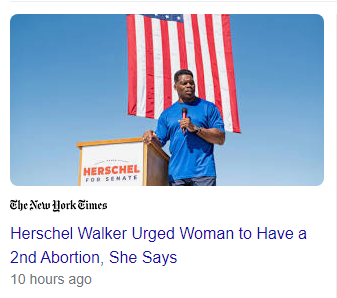 HERSCHEL
FOR SENATE
The New York Times
Herschel Walker Urged Woman to Have a
2nd Abortion, She Says
10 hours ago